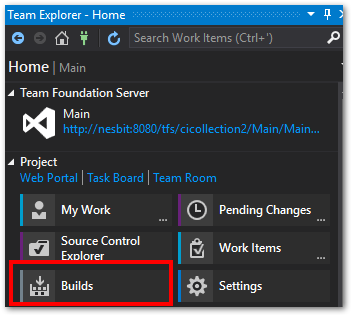 Team Explorer - Home
Search Work Items (Ctrl+')
Home | Main
Team Foundation Server
Main
http://nesbit:8080/tfs/cicollection2/Main/Main...
Project
Web Portal | Task Board | Team Room
My Work ...
Pending Changes ...
Source Control
Explorer
Work Items ...
Builds
Settings